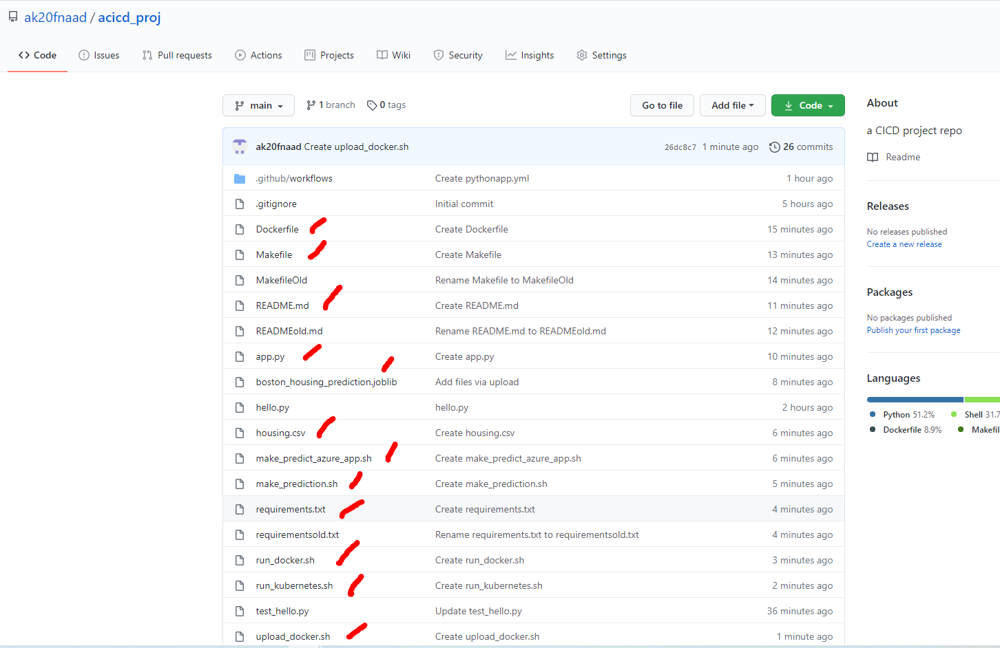 ak20fnaad / acicd_proj
Code Issues Pull requests Actions Projects Wiki Security Insights Settings
main 1 branch 0 tags Go to file Add file Code
ak20fnaad Create upload_docker.sh 26dc8c7 1 minute ago 26 commits
.github/workflows Create pythonapp.yml 1 hour ago
.gitignore Initial commit 5 hours ago
Dockerfile Create Dockerfile 15 minutes ago
Makefile Create Makefile 13 minutes ago
MakefileOld Rename Makefile to MakefileOld 14 minutes ago
README.md Create README.md 11 minutes ago
READMEold.md Rename README.md to READMEold.md 12 minutes ago
app.py Create app.py 10 minutes ago
boston_housing_prediction.joblib Add files via upload 8 minutes ago
hello.py hello.py 2 hours ago
housing.csv Create housing.csv 6 minutes ago
make_predict_azure_app.sh Create make_predict_azure_app.sh 6 minutes ago
make_prediction.sh Create make_prediction.sh 5 minutes ago
requirements.txt Create requirements.txt 4 minutes ago
requirementsold.txt Rename requirements.txt to requirementsold.txt 4 minutes ago
run_docker.sh Create run_docker.sh 3 minutes ago
run_kubernetes.sh Create run_kubernetes.sh 2 minutes ago
test_hello.py Update test_hello.py 36 minutes ago
upload_docker.sh Create upload_docker.sh 1 minute ago
About
a CICD project repo
Readme
Releases
No releases published
Create a new release
Packages
No packages published
Publish your first package
Languages
Python 51.2% Shell 31.7
Dockerfile 8.9% Makefil